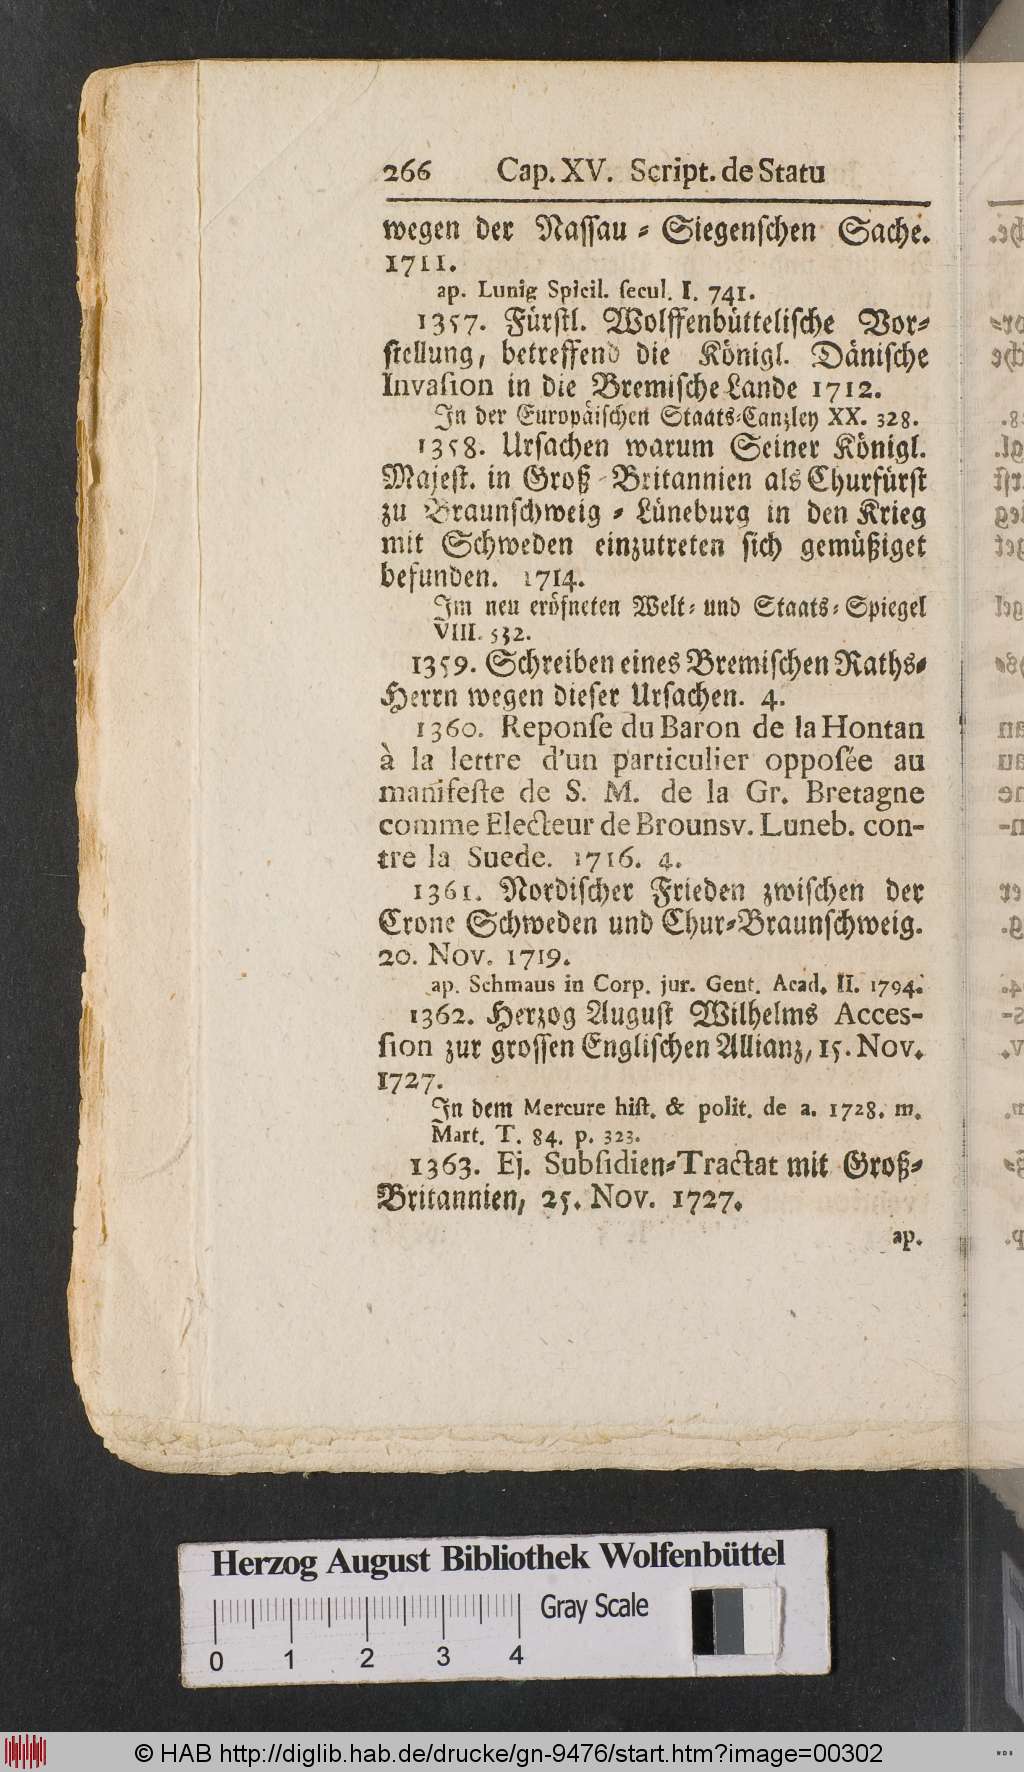 266 Cap. XV. Script. de Statu
wegen der Naſſau-Siegenſchen Sache.
1711.
ap. Lunig Spicil. ſecul. I. 741.
1357. Fürſtl. Wolffenbüttelſche Vor-
ſtellung, betreffend die Königl. Däniſche
Invaſion in die Bremiſche Lande 1712.
In der Europäiſchen Staats-Canzley XX. 328.
1358. Urſachen warum Seiner Königl.
Majeſt. in Groß-Britannien als Churfürſt
zu Braunſchweig-Lüneburg in den Krieg
mit Schweden einzutreten ſich gemüßiget
befunden. 1714.
Im neu eröfneten Welt- und Staats-Spiegel
VIII. 532.
1359. Schreiben eines Bremiſchen Raths-
Herrn wegen dieſer Urſachen. 4.
1360. Reponſe du Baron de la Hontan
à la lettre d'un particulier oppoſée au
manifeſte de S. M. de la Gr. Bretagne
comme Electeur de Brounsv. Luneb. con-
tre la Suede. 1716. 4.
1361. Nordiſcher Frieden zwiſchen der
Crone Schweden und Chur-Braunſchweig.
20. Nov. 1719.
ap. Schmaus in Corp. jur. Gent. Acad. II. 1794.
1362. Herzog Auguſt Wilhelms Acces-
ſion zur groſſen Engliſchen Allianz, 15. Nov.
1727.
In dem Mercure hiſt. & polit. de a. 1728. m.
Mart. T. 84. p. 323.
1363. Ej. Subſidien-Tractat mit Groß-
Britannien, 25. Nov. 1727.
ap.
Herzog August Bibliothek Wolfenbüttel
Gray Scale
0 1 2 3 4
© HAB http://diglib.hab.de/drucke/gn-9476/start.htm?image=00302